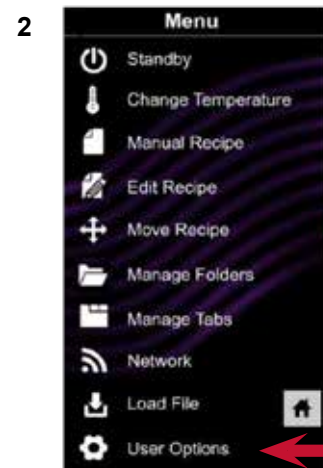 2
Menu
Standby
Change Temperature
Manual Recipe
Edit Recipe
Move Recipe
Manage Folders
Manage Tabs
Network
Load File
User Options